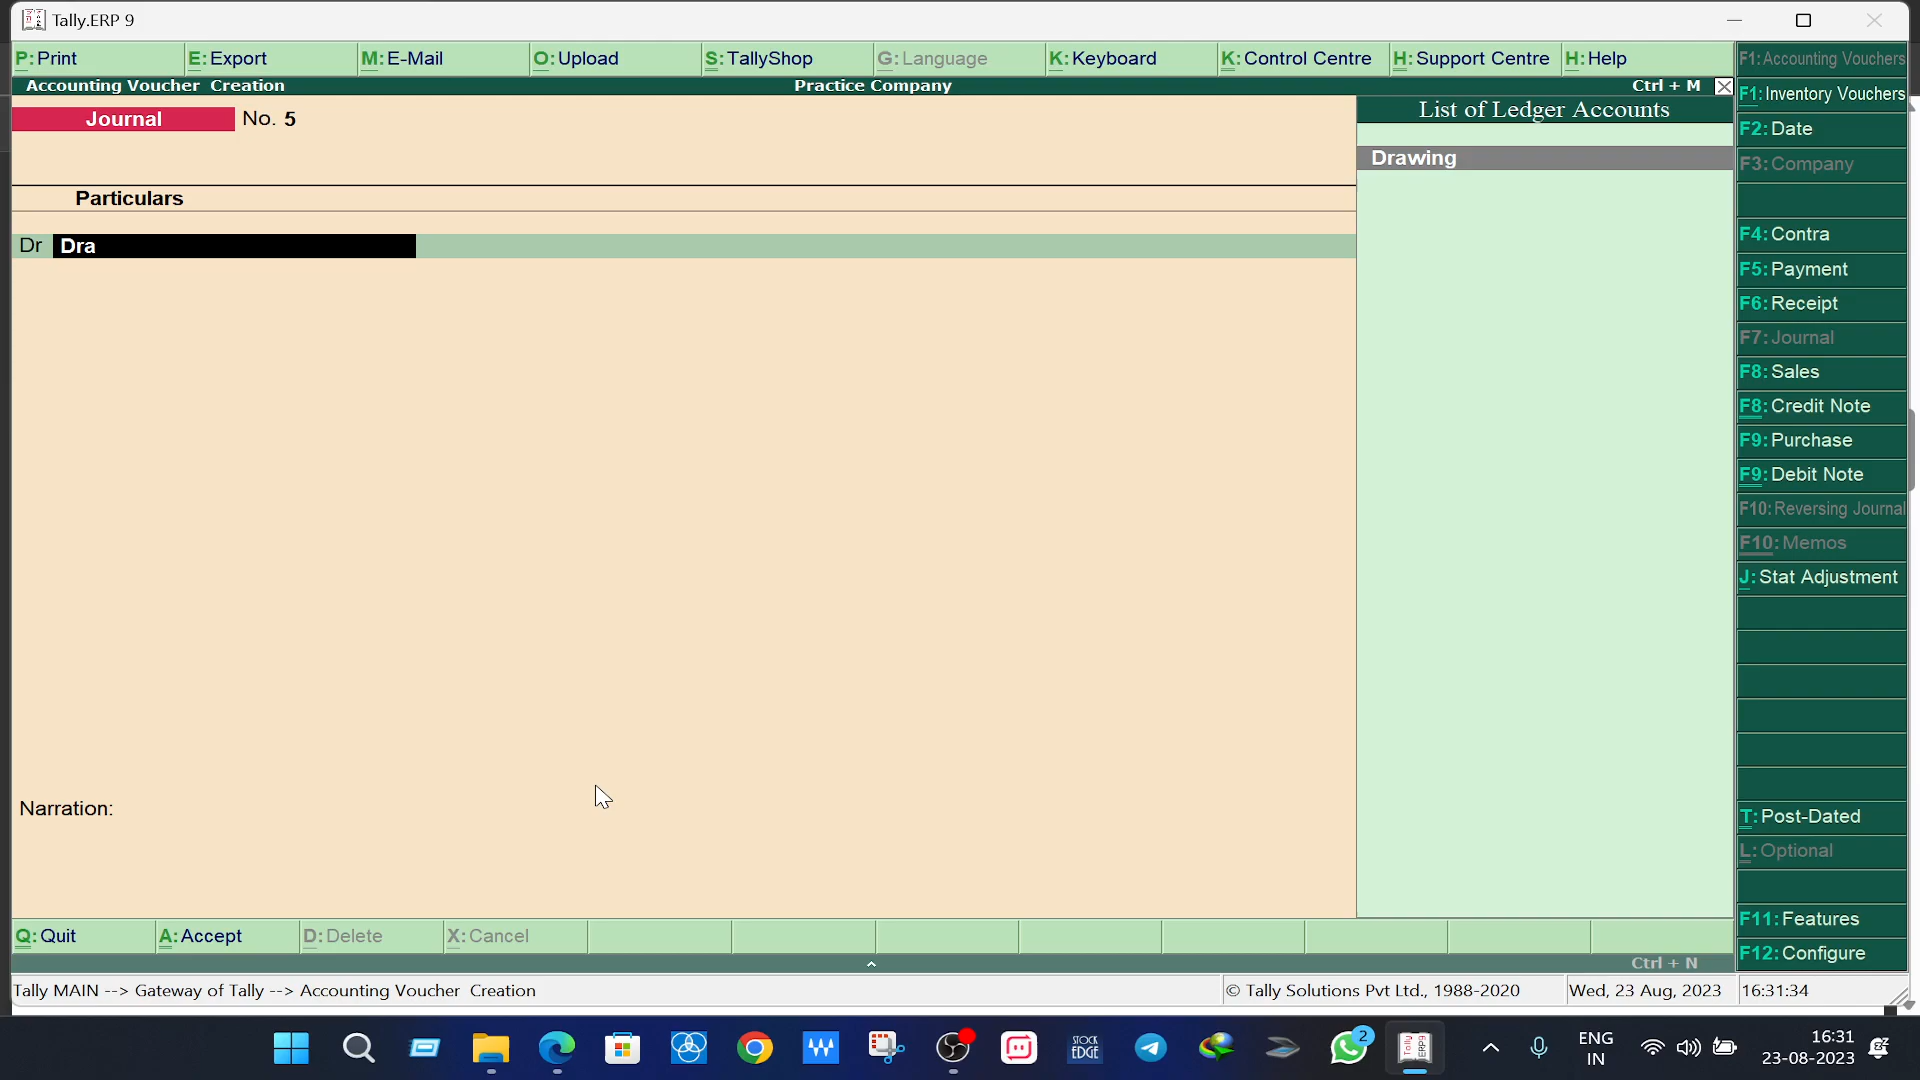 Tally.ERP 9
P: Print E: Export M: E-Mail O: Upload S: TallyShop G: Language K: Keyboard K: Control Centre H: Support Centre H: Help
Accounting Voucher Creation Practice Company Ctrl + M
Journal No. 5
Particulars
Dr Dra
Narration:
List of Ledger Accounts
Drawing
F1: Accounting Vouchers
F1: Inventory Vouchers
F2: Date
F3: Company
F4: Contra
F5: Payment
F6: Receipt
F7: Journal
F8: Sales
F8: Credit Note
F9: Purchase
F9: Debit Note
F10: Reversing Journal
F10: Memos
J: Stat Adjustment
T: Post-Dated
L: Optional
F11: Features
F12: Configure
Q: Quit A: Accept D: Delete X: Cancel
Ctrl + N
Tally MAIN --> Gateway of Tally --> Accounting Voucher Creation © Tally Solutions Pvt Ltd., 1988-2020 Wed, 23 Aug, 2023 16:31:34
STOCK
EDGE
2
Tally
ERP9
ENG
IN
16:31
23-08-2023